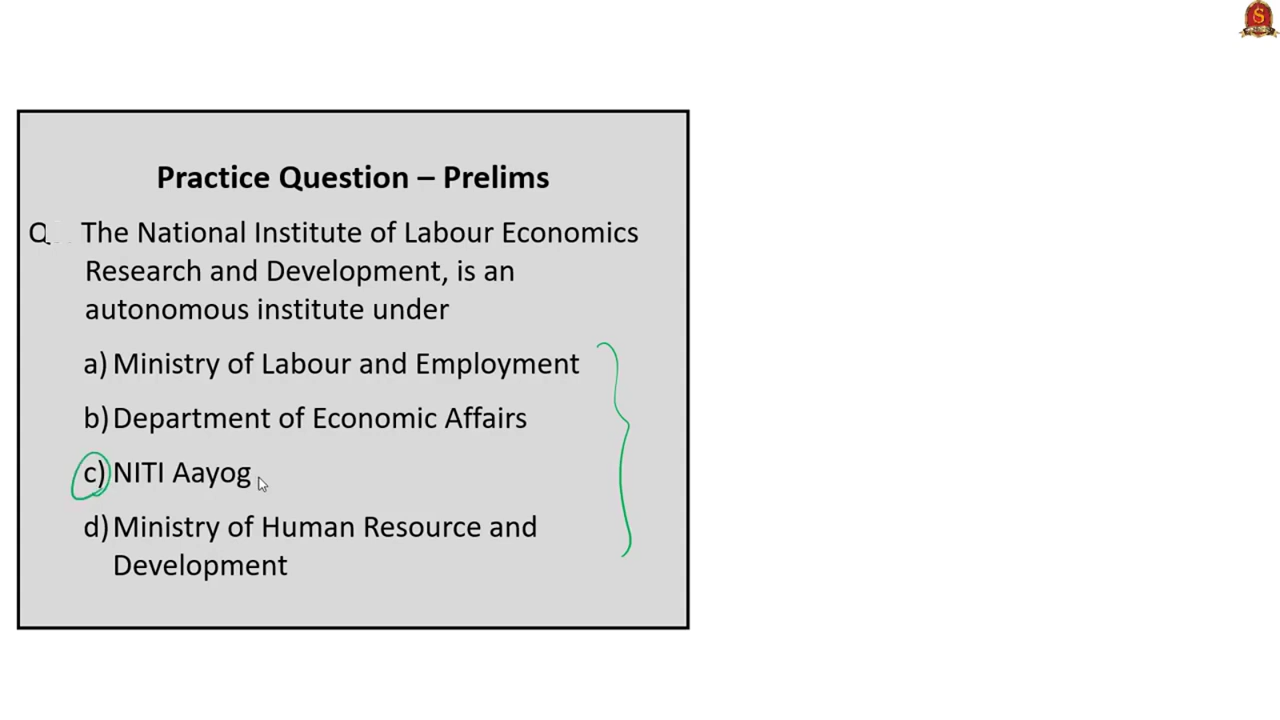 Practice Question – Prelims
Q The National Institute of Labour Economics
Research and Development, is an
autonomous institute under
a) Ministry of Labour and Employment
b) Department of Economic Affairs
c) NITI Aayog
d) Ministry of Human Resource and
Development